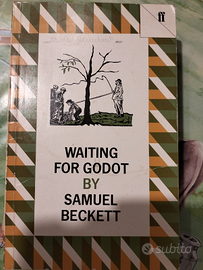 ff
WAITING
FOR GODOT
BY
SAMUEL
BECKETT
subito